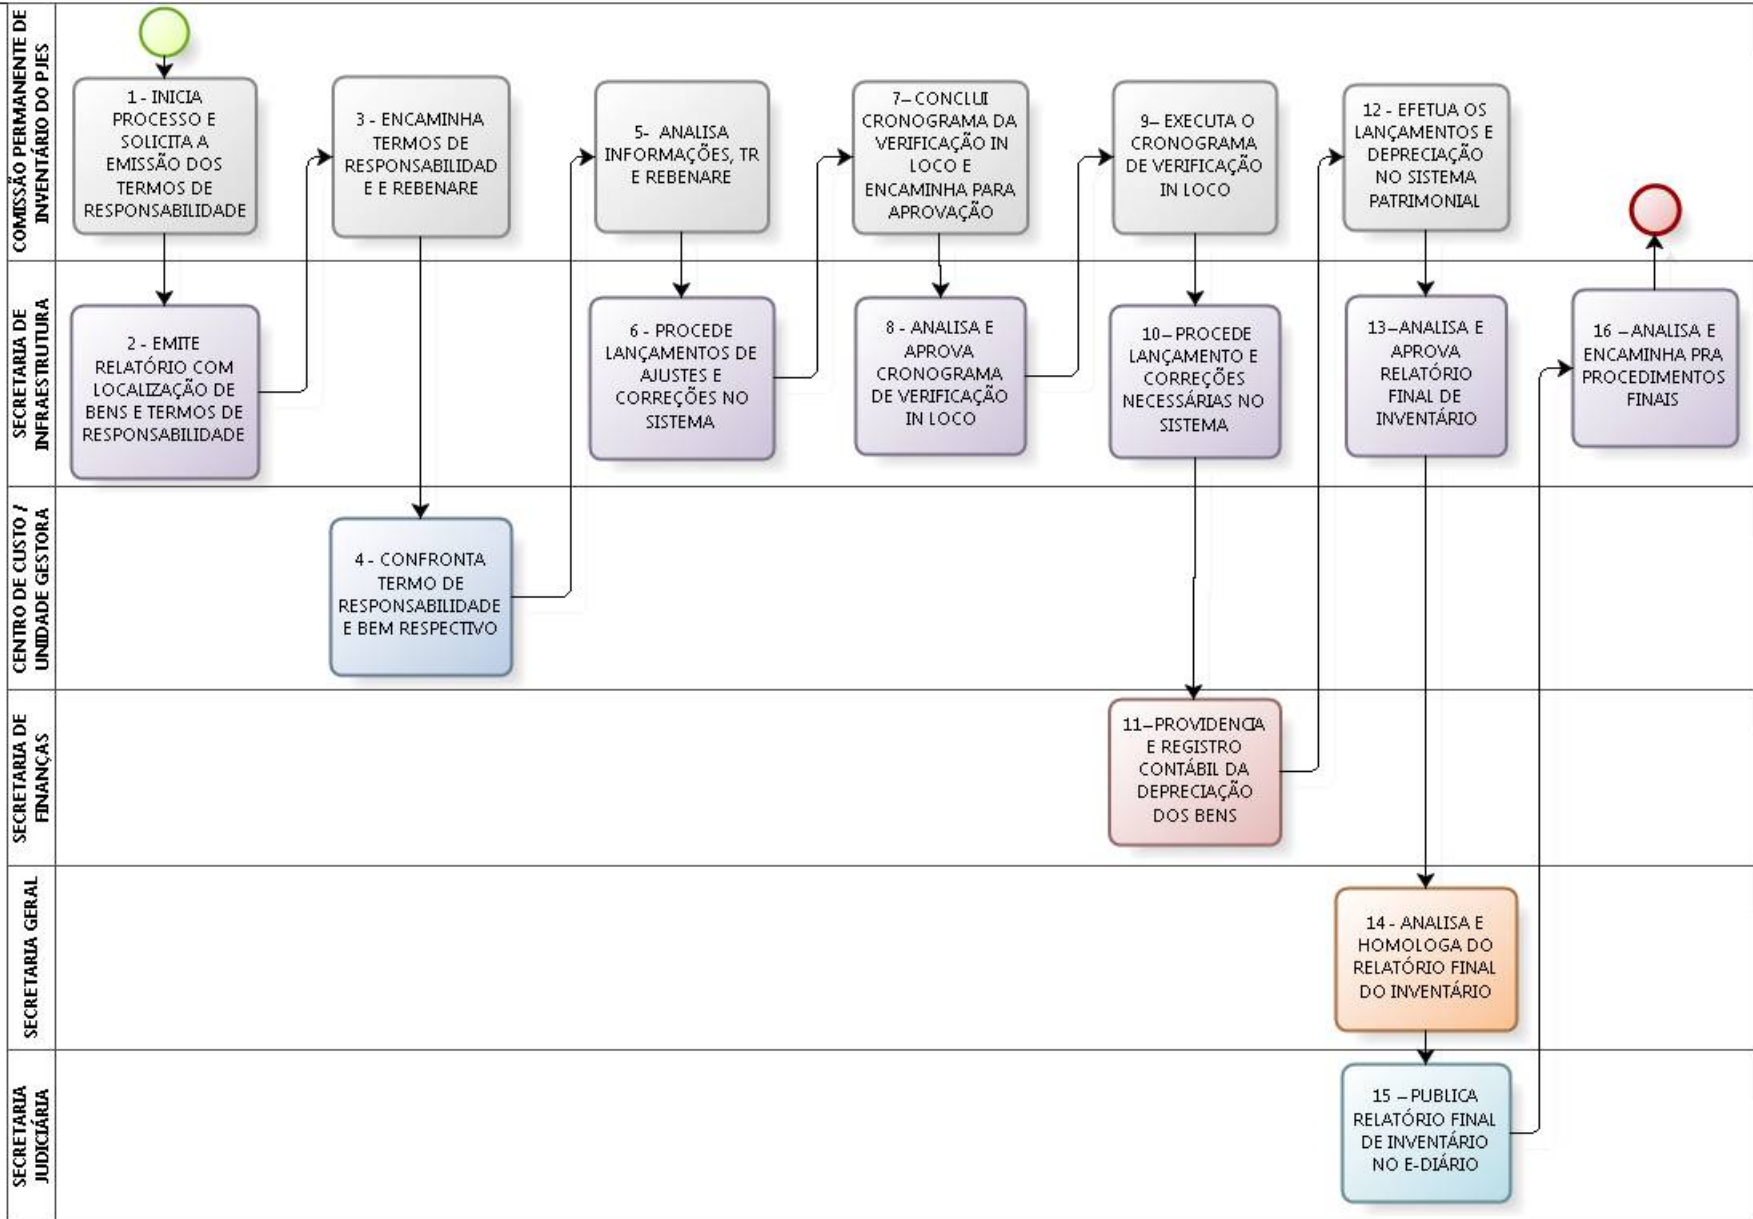 COMISSÃO PERMANENTE DE
INVENTÁRIO DO PJES
1 - INICIA
PROCESSO E
SOLICITA A
EMISSÃO DOS
TERMOS DE
RESPONSABILIDADE
3 - ENCAMINHA
TERMOS DE
RESPONSABILIDAD
E E REBENARE
5- ANALISA
INFORMAÇÕES, TR
E REBENARE
7– CONCLUI
CRONOGRAMA DA
VERIFICAÇÃO IN
LOCO E
ENCAMINHA PARA
APROVAÇÃO
9– EXECUTA O
CRONOGRAMA
DE VERIFICAÇÃO
IN LOCO
12 - EFETUA OS
LANÇAMENTOS E
DEPRECIAÇÃO
NO SISTEMA
PATRIMONIAL
SECRETARIA DE
INFRAESTRUTURA
2 - EMITE
RELATÓRIO COM
LOCALIZAÇÃO DE
BENS E TERMOS DE
RESPONSABILIDADE
6 - PROCEDE
LANÇAMENTOS DE
AJUSTES E
CORREÇÕES NO
SISTEMA
8 - ANALISA E
APROVA
CRONOGRAMA
DE VERIFICAÇÃO
IN LOCO
10– PROCEDE
LANÇAMENTO E
CORREÇÕES
NECESSÁRIAS NO
SISTEMA
13–ANALISA E
APROVA
RELATÓRIO
FINAL DE
INVENTÁRIO
16 –ANALISA E
ENCAMINHA PRA
PROCEDIMENTOS
FINAIS
CENTRO DE CUSTO /
UNIDADE GESTORA
4 - CONFRONTA
TERMO DE
RESPONSABILIDADE
E BEM RESPECTIVO
SECRETARIA DE
FINANÇAS
11–PROVIDENCIA
E REGISTRO
CONTÁBIL DA
DEPRECIAÇÃO
DOS BENS
SECRETARIA GERAL
14 - ANALISA E
HOMOLOGA DO
RELATÓRIO FINAL
DO INVENTÁRIO
SECRETARIA
JUDICIÁRIA
15 –PUBLICA
RELATÓRIO FINAL
DE INVENTÁRIO
NO E-DIÁRIO